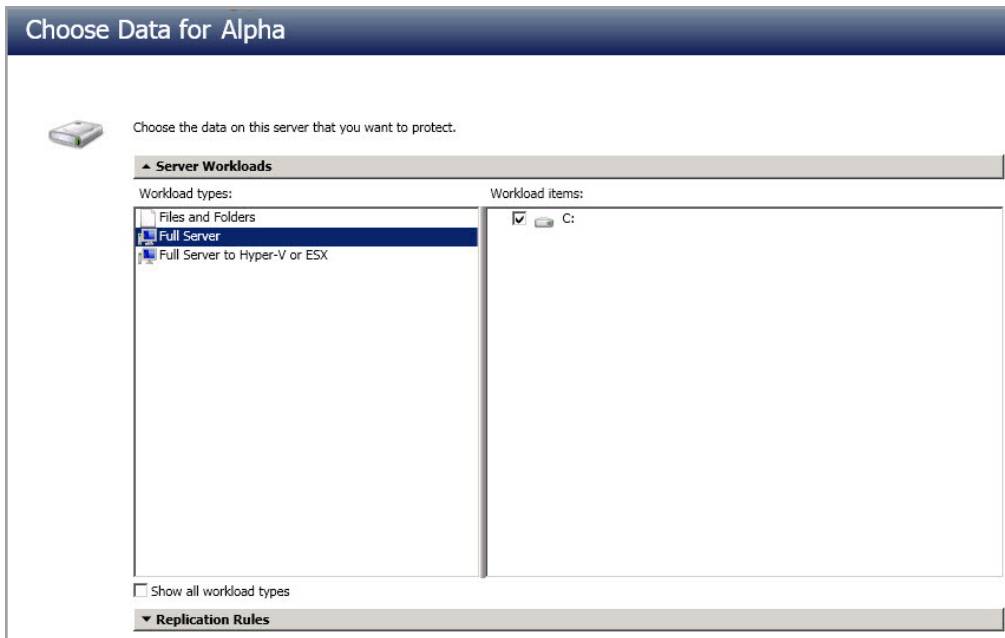 Choose Data for Alpha
Choose the data on this server that you want to protect.
Server Workloads
Workload types:
Workload items:
Files and Folders
C:
Full Server
Full Server to Hyper-V or ESX
Show all workload types
Replication Rules